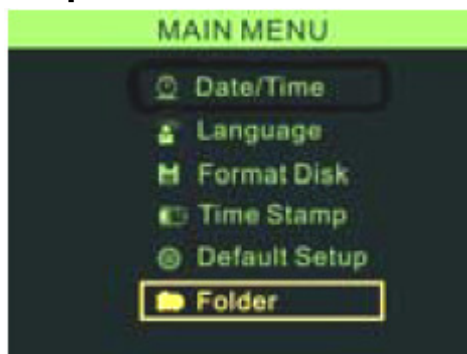 MAIN MENU
Date/Time
Language
Format Disk
Time Stamp
Default Setup
Folder